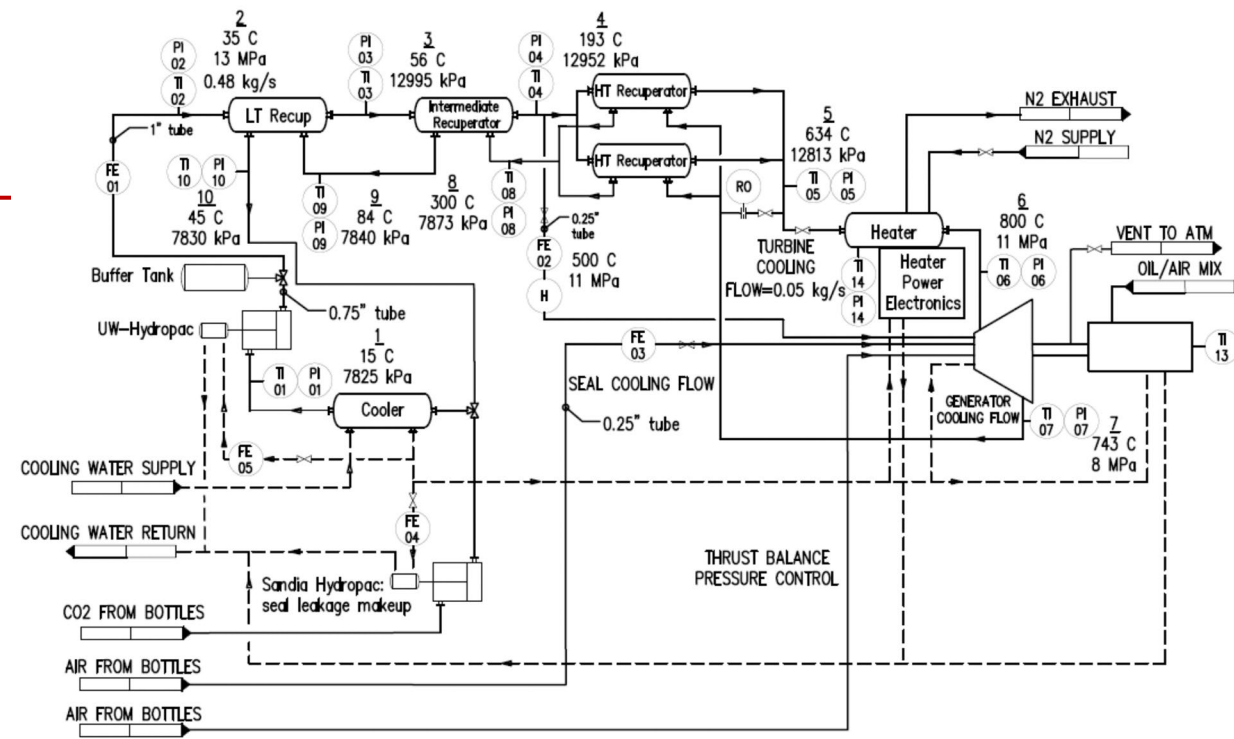 2
35 C
13 MPa
0.48 kg/s
PI
02
TI
02
1" tube
LT Recup
PI
03
TI
03
3
56 C
12995 kPa
Intermediate
Recuperator
PI
04
TI
04
4
193 C
12952 kPa
HT Recuperator
HT Recuperator
5
634 C
12813 kPa
N2 EXHAUST
N2 SUPPLY
FE
01
TI
10
PI
10
10
45 C
7830 kPa
TI
09
PI
09
9
84 C
7840 kPa
8
300 C
7873 kPa
TI
08
PI
08
RO
TI
05
PI
05
Heater
6
800 C
11 MPa
TI
06
PI
06
VENT TO ATM
OIL/AIR MIX
0.25"
tube
FE
02
500 C
11 MPa
H
TURBINE
COOLING
FLOW=0.05 kg/s
TI
14
PI
14
Heater
Power
Electronics
Buffer Tank
0.75" tube
UW-Hydropac
1
15 C
7825 kPa
TI
01
PI
01
Cooler
FE
03
SEAL COOLING FLOW
0.25" tube
TI
13
GENERATOR
COOLING FLOW
TI
07
PI
07
7
743 C
8 MPa
FE
05
COOLING WATER SUPPLY
FE
04
COOLING WATER RETURN
Sandia Hydropac:
seal leakage makeup
THRUST BALANCE
PRESSURE CONTROL
CO2 FROM BOTTLES
AIR FROM BOTTLES
AIR FROM BOTTLES